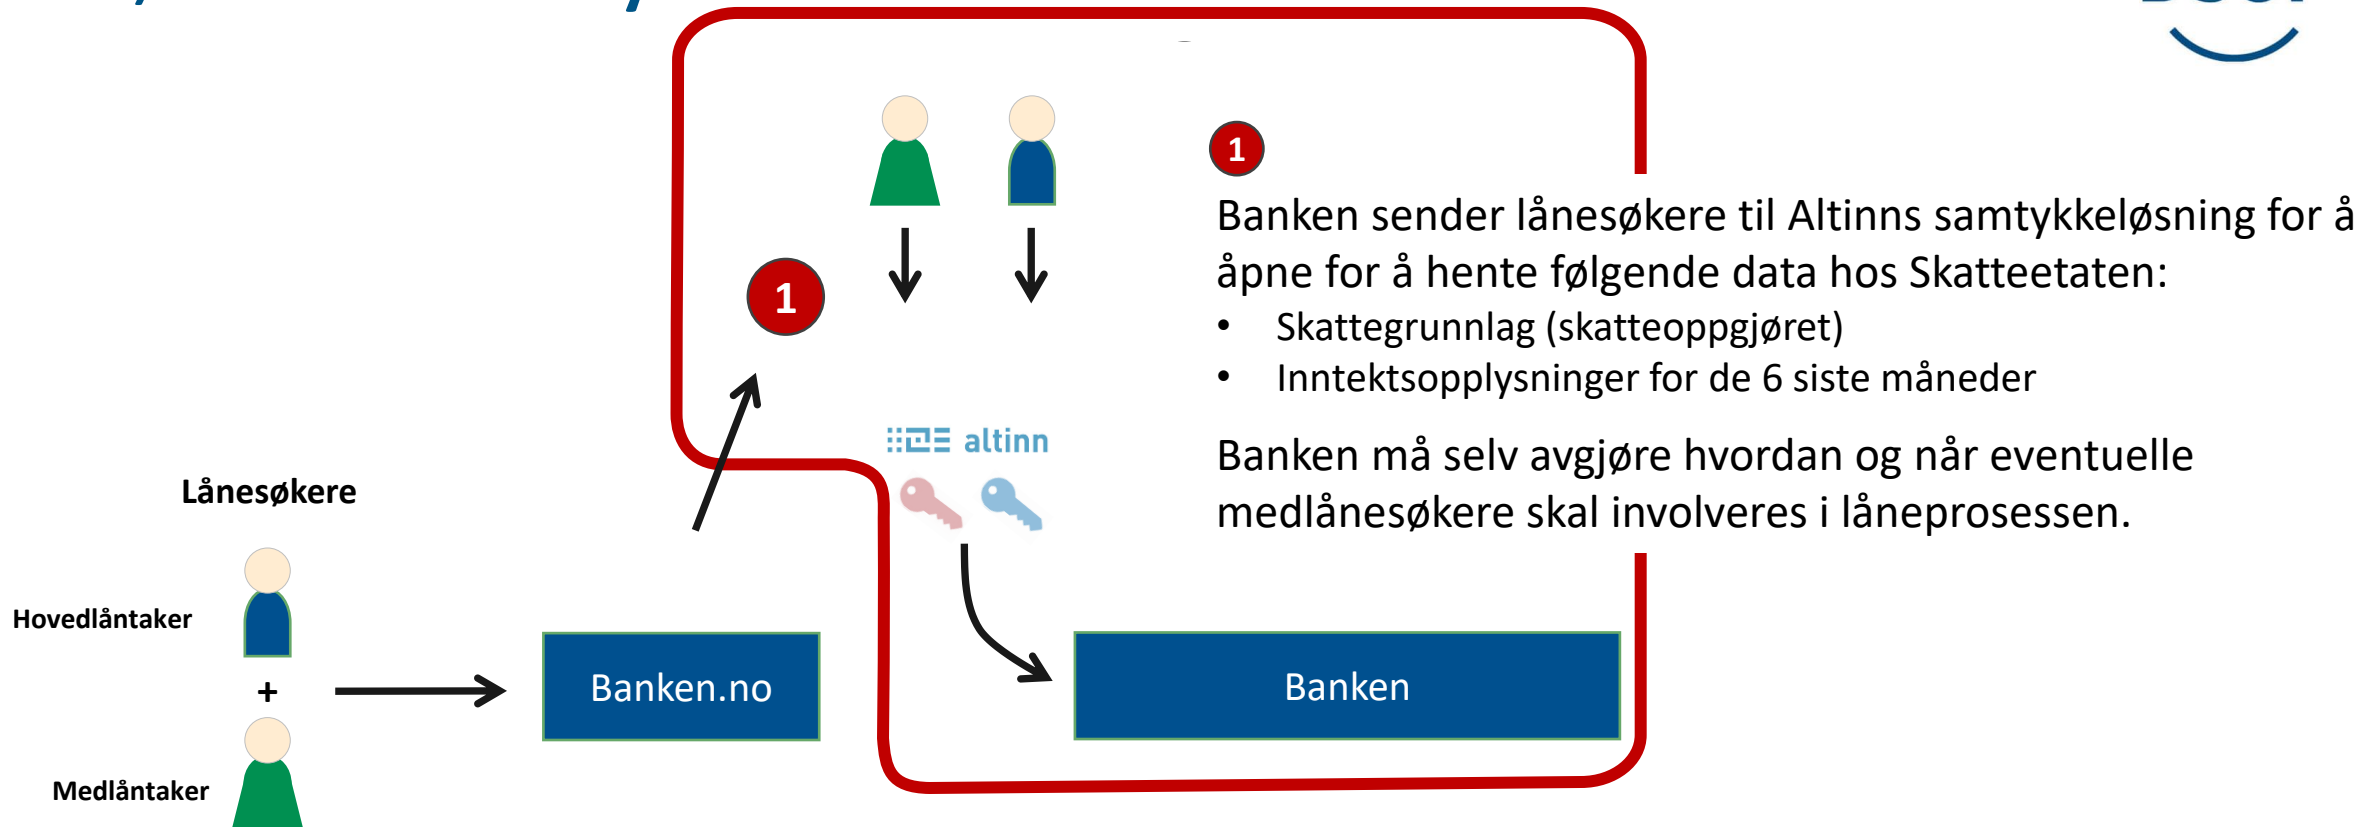 1
Banken sender lånesøkere til Altinns samtykkeløsning for å
åpne for å hente følgende data hos Skatteetaten:
• Skattegrunnlag (skatteoppgjøret)
• Inntektsopplysninger for de 6 siste måneder
Banken må selv avgjøre hvordan og når eventuelle
medlånesøkere skal involveres i låneprosessen.
1
altinn
Lånesøkere
Hovedlåntaker
+
Medlåntaker
Banken.no
Banken